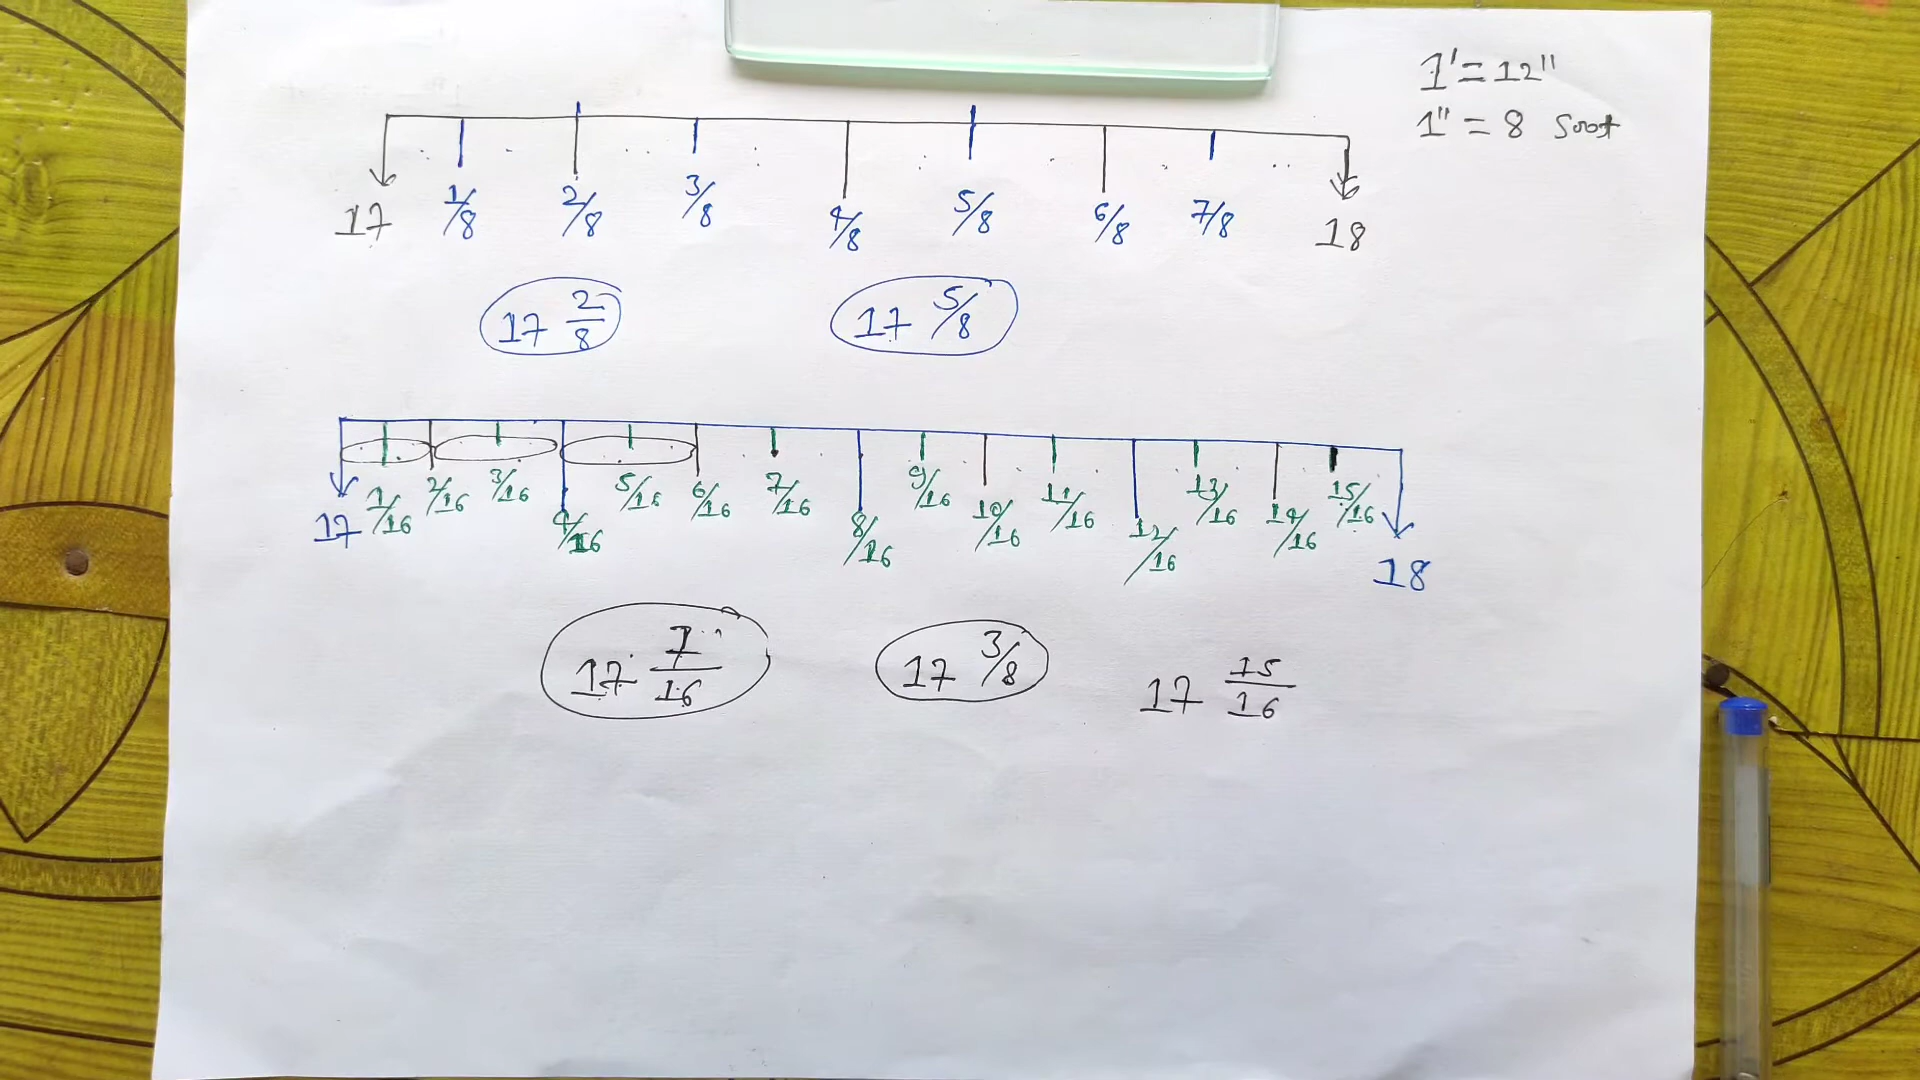 1' = 12"
1" = 8 Soot
17 1/8 2/8 3/8 4/8 5/8 6/8 7/8 18
17 2/8 17 5/8
17 1/16 2/16 3/16 4/16 5/16 6/16 7/16 8/16 9/16 10/16 11/16 12/16 13/16 14/16 15/16 18
17 7/16 17 3/8 17 15/16